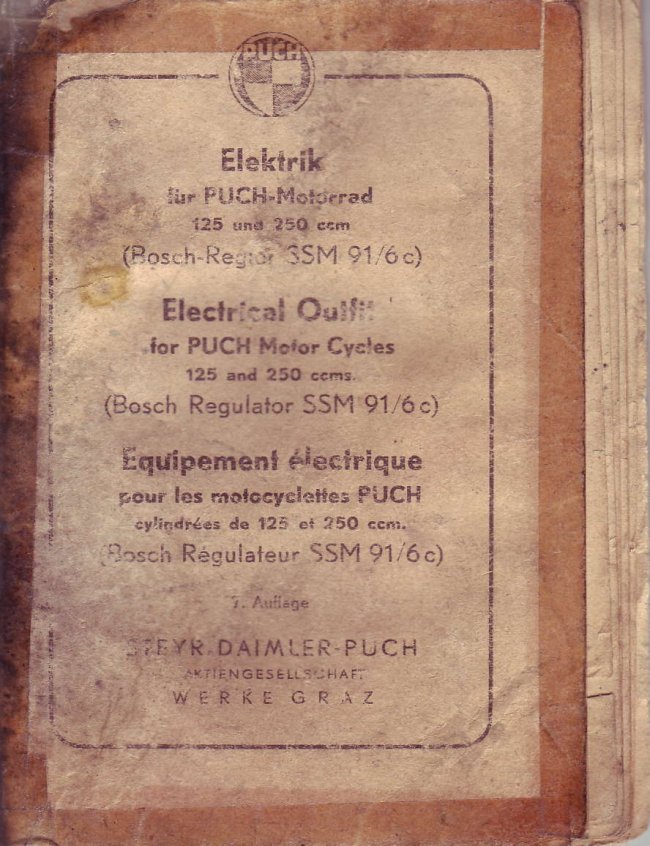 PUCH
Elektrik
für PUCH-Motorrad
125 und 250 ccm
(Bosch-Regler SSM 91/6c)
Electrical Outfit
for PUCH Motor Cycles
125 and 250 ccms.
(Bosch Regulator SSM 91/6c)
Equipement électrique
pour les motocyclettes PUCH
cylindrées de 125 et 250 ccm.
(Bosch Régulateur SSM 91/6c)
Auflage
STEYR-DAIMLER-PUCH
AKTIENGESELLSCHAFT
WERKE GRAZ